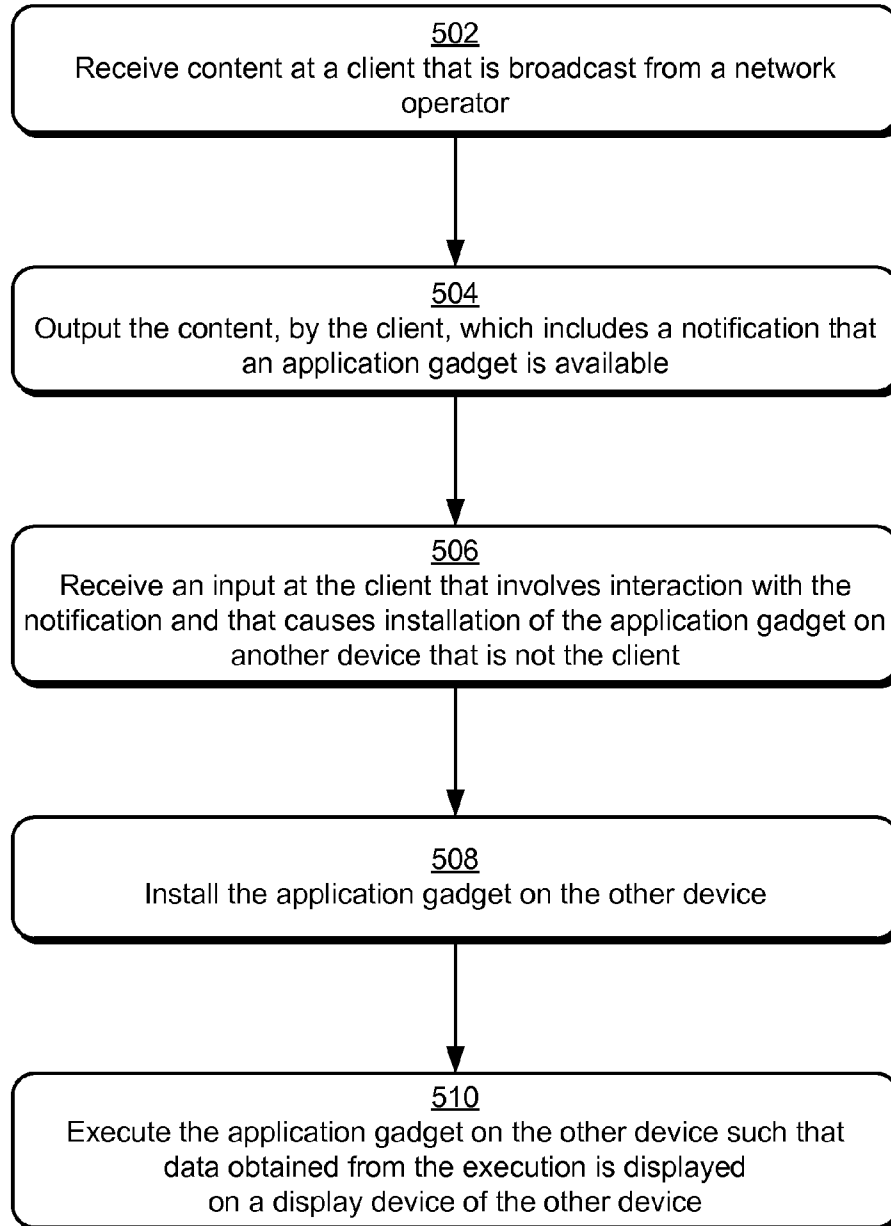 502
Receive content at a client that is broadcast from a network
operator
504
Output the content, by the client, which includes a notification that
an application gadget is available
506
Receive an input at the client that involves interaction with the
notification and that causes installation of the application gadget on
another device that is not the client
508
Install the application gadget on the other device
510
Execute the application gadget on the other device such that
data obtained from the execution is displayed
on a display device of the other device